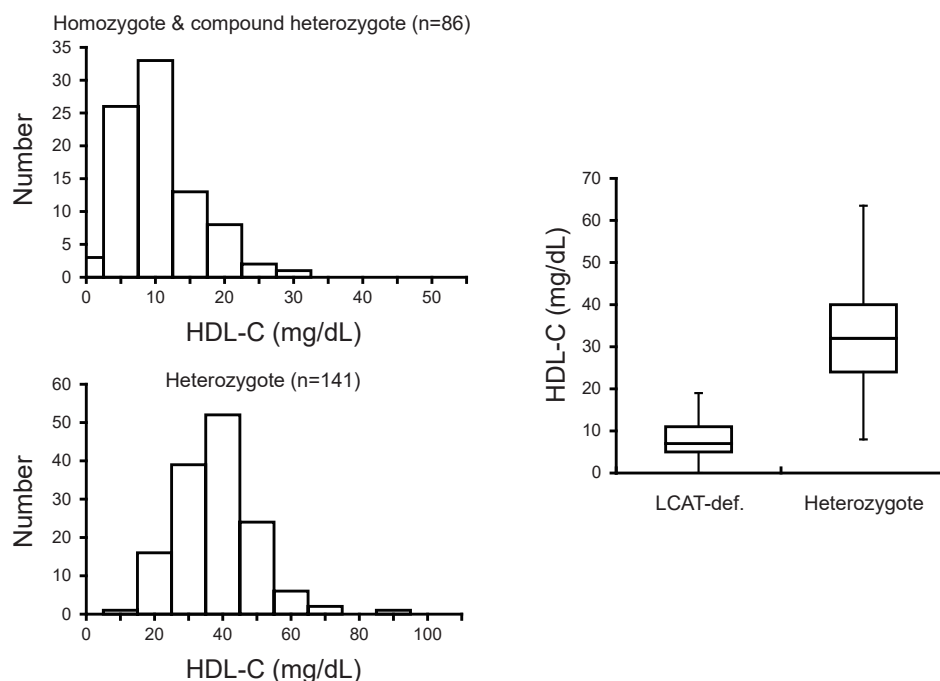 Homozygote & compound heterozygote (n=86)
35
30
25
20
15
10
5
0
Number
0 10 20 30 40 50
HDL-C (mg/dL)
Heterozygote (n=141)
60
50
40
30
20
10
0
Number
0 20 40 60 80 100
HDL-C (mg/dL)
70
60
50
40
30
20
10
0
HDL-C (mg/dL)
LCAT-def. Heterozygote